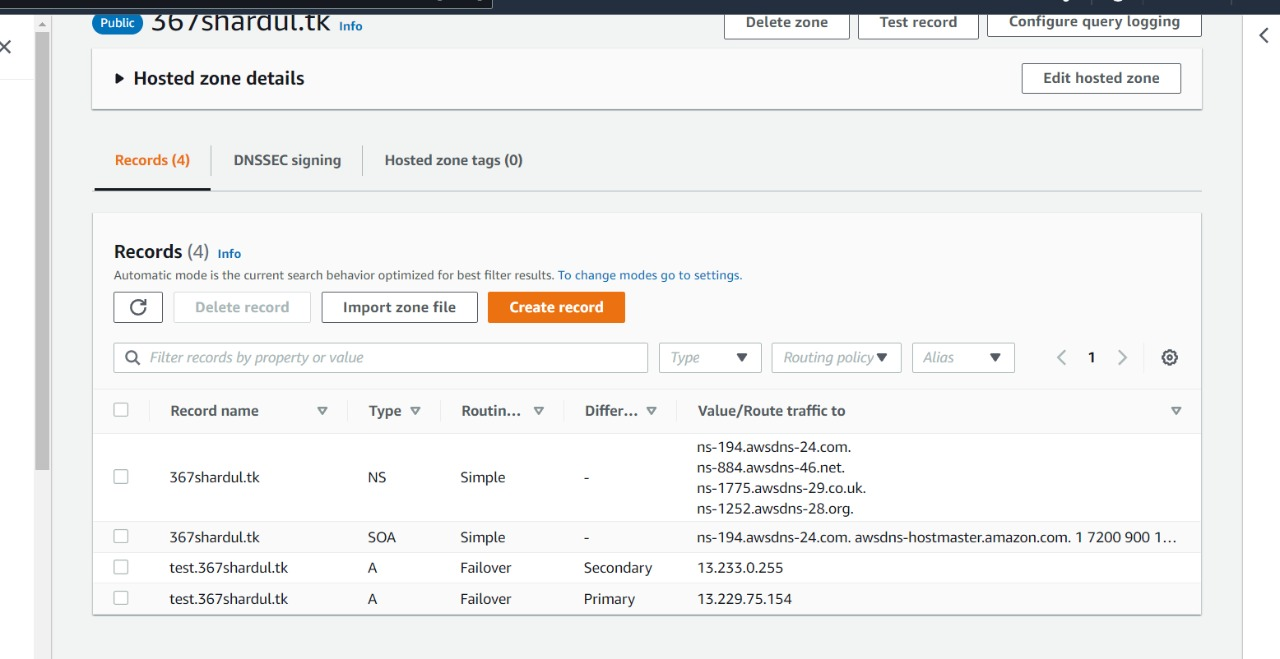 Public 367shardul.tk Info
Delete zone Test record Configure query logging
Hosted zone details Edit hosted zone
Records (4) DNSSEC signing Hosted zone tags (0)
Records (4) Info
Automatic mode is the current search behavior optimized for best filter results. To change modes go to settings.
Delete record Import zone file Create record
Filter records by property or value Type Routing policy Alias 1
Record name Type Routin... Differ... Value/Route traffic to
367shardul.tk NS Simple - ns-194.awsdns-24.com.
ns-884.awsdns-46.net.
ns-1775.awsdns-29.co.uk.
ns-1252.awsdns-28.org.
367shardul.tk SOA Simple - ns-194.awsdns-24.com. awsdns-hostmaster.amazon.com. 1 7200 900 1...
test.367shardul.tk A Failover Secondary 13.233.0.255
test.367shardul.tk A Failover Primary 13.229.75.154